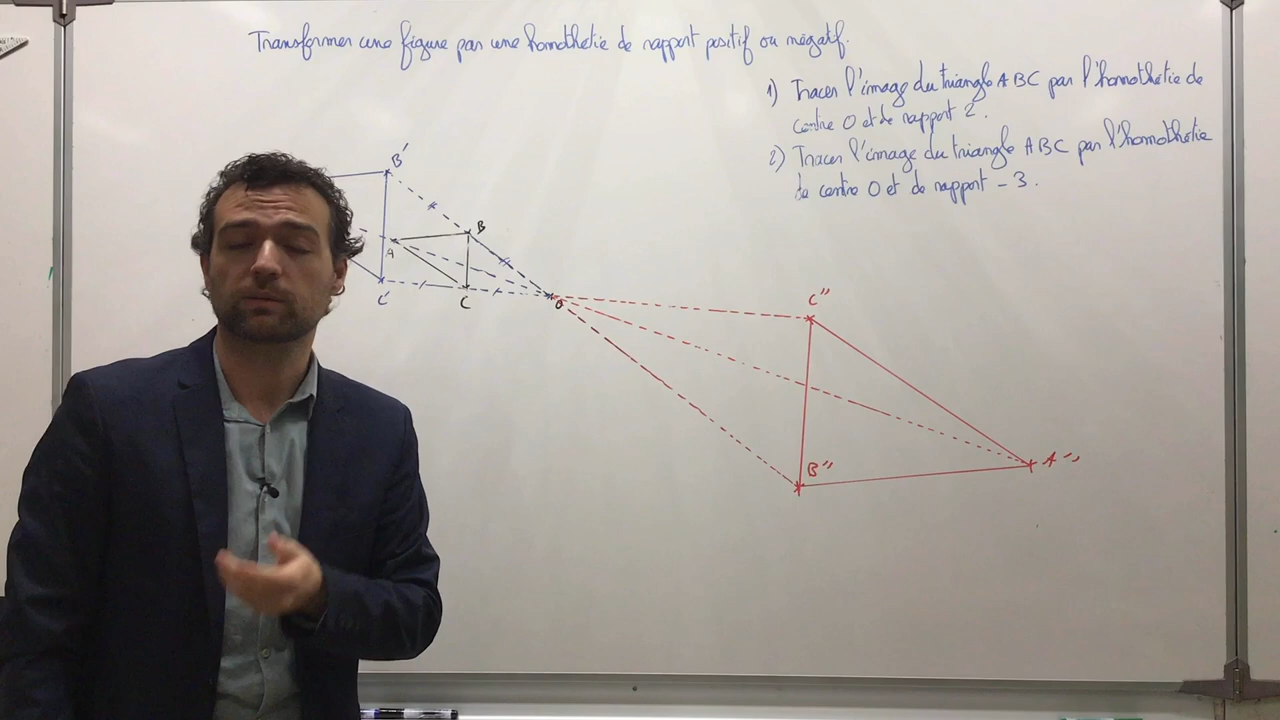 Transformer une figure par une homothétie de rapport positif ou négatif.
1) Tracer l'image du triangle ABC par l'homothétie de
centre O et de rapport 2.
2) Tracer l'image du triangle ABC par l'homothétie
de centre O et de rapport -3.
B'
B
A
C'
C
O
C''
B''
A''